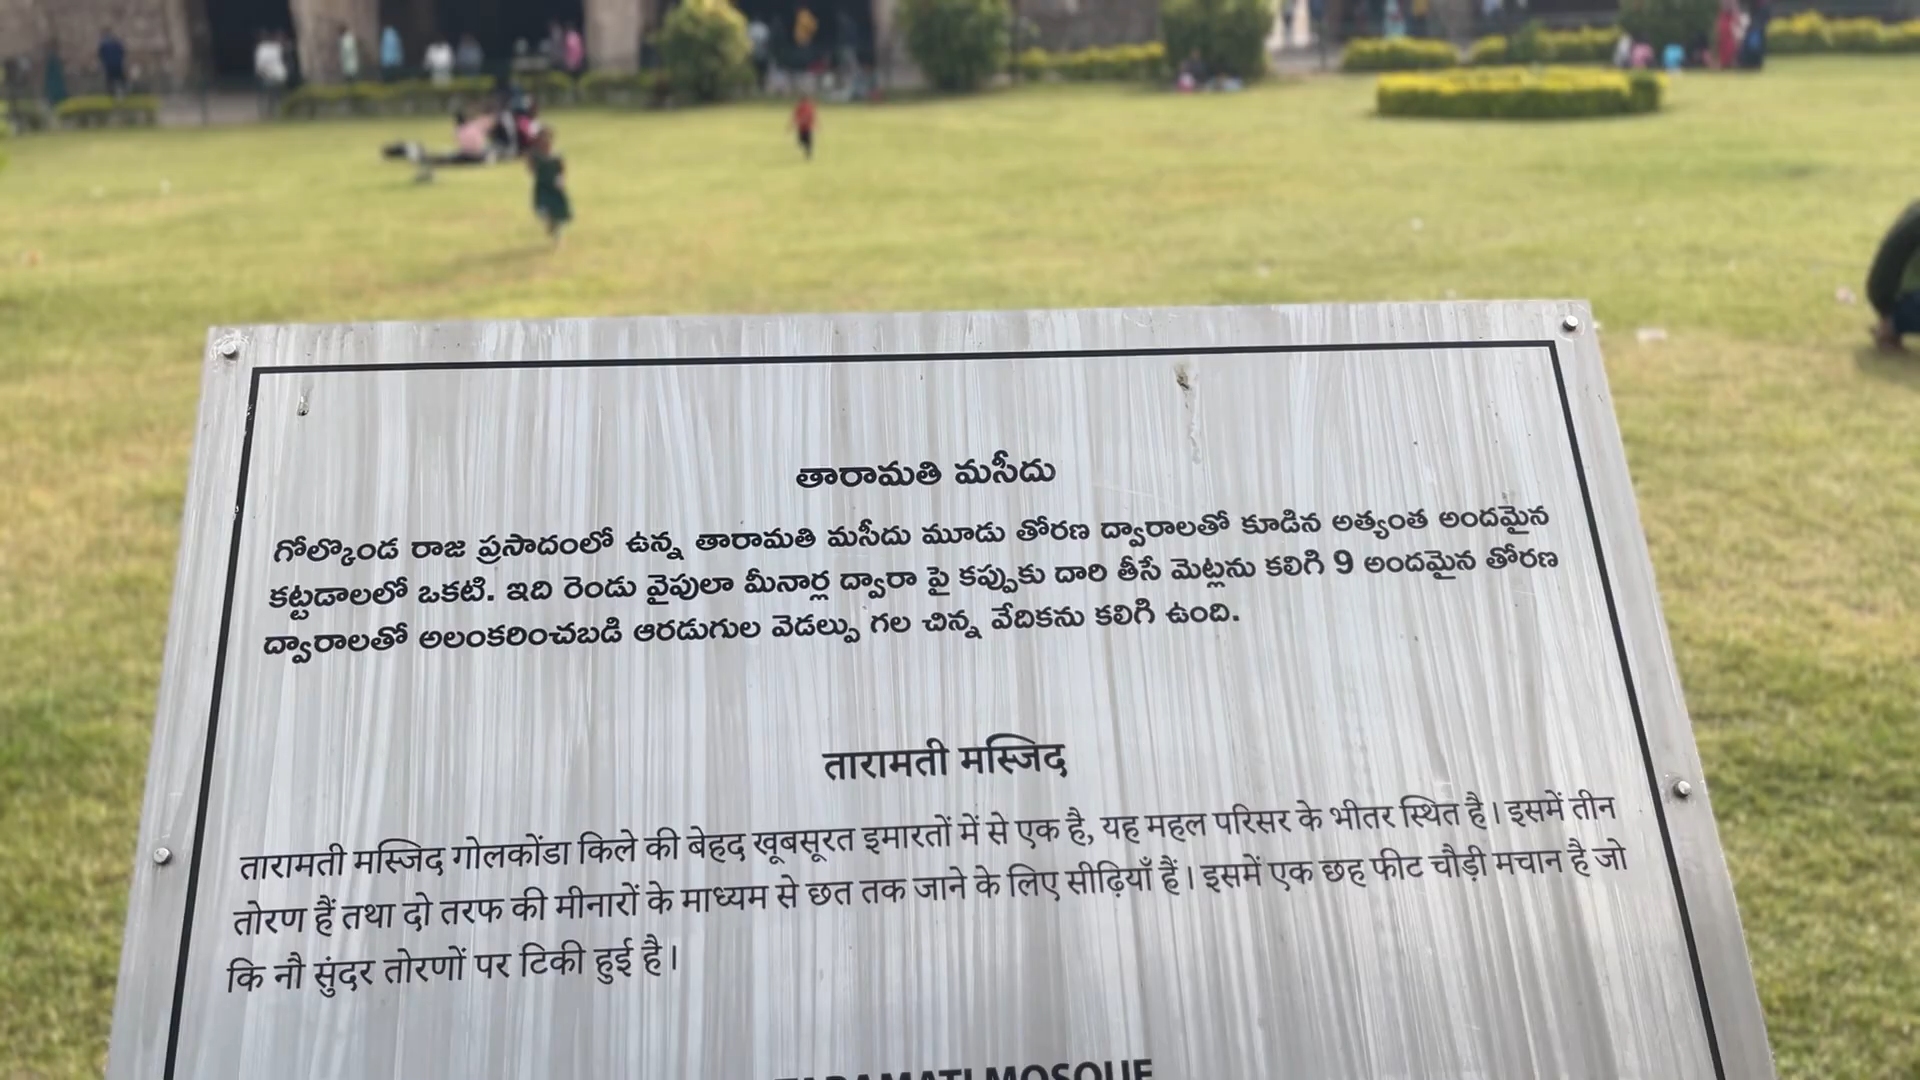 తారామతి మసీదు
గోల్కొండ రాజ ప్రసాదంలో ఉన్న తారామతి మసీదు మూడు తోరణ ద్వారాలతో కూడిన అత్యంత అందమైన
కట్టడాలలో ఒకటి. ఇది రెండు వైపులా మీనార్ల ద్వారా పై కప్పుకు దారి తీసే మెట్లను కలిగి 9 అందమైన తోరణ
ద్వారాలతో అలంకరించబడి ఆరడుగుల వెడల్పు గల చిన్న వేదికను కలిగి ఉంది.
तारामती मस्जिद
तारामती मस्जिद गोलकोंडा किले की बेहद खूबसूरत इमारतों में से एक है, यह महल परिसर के भीतर स्थित है। इसमें तीन
तोरण हैं तथा दो तरफ की मीनारों के माध्यम से छत तक जाने के लिए सीढ़ियाँ हैं। इसमें एक छह फीट चौड़ी मचान है जो
कि नौ सुंदर तोरणों पर टिकी हुई है।
TARAMATI MOSQUE